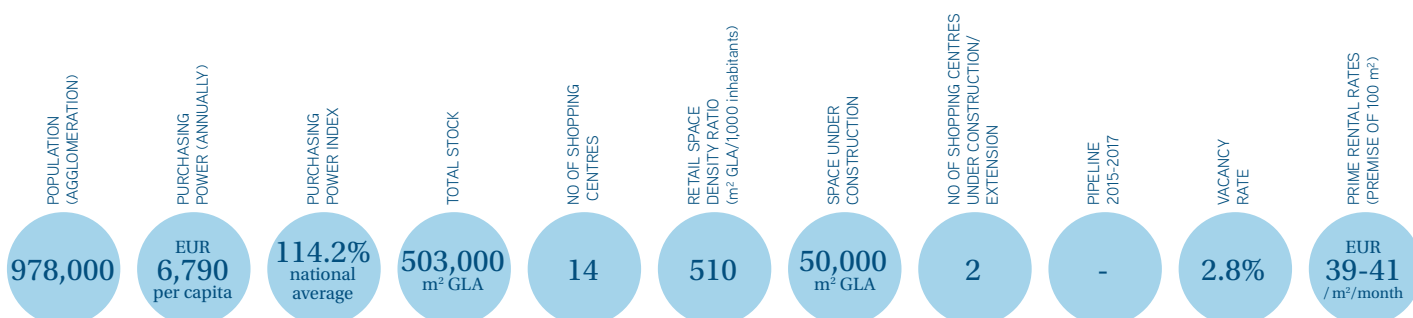 POPULATION
(AGGLOMERATION)
978,000
PURCHASING
POWER (ANNUALLY)
EUR
6,790
per capita
PURCHASING
POWER INDEX
114.2%
national
average
TOTAL STOCK
503,000
m² GLA
NO OF SHOPPING
CENTRES
14
RETAIL SPACE
DENSITY RATIO
(m² GLA/1,000 inhabitants)
510
SPACE UNDER
CONSTRUCTION
50,000
m² GLA
NO OF SHOPPING CENTRES
UNDER CONSTRUCTION/
EXTENSION
2
PIPELINE
2015-2017
-
VACANCY
RATE
2.8%
PRIME RENTAL RATES
(PREMISE OF 100 m²)
EUR
39-41
/ m²/month